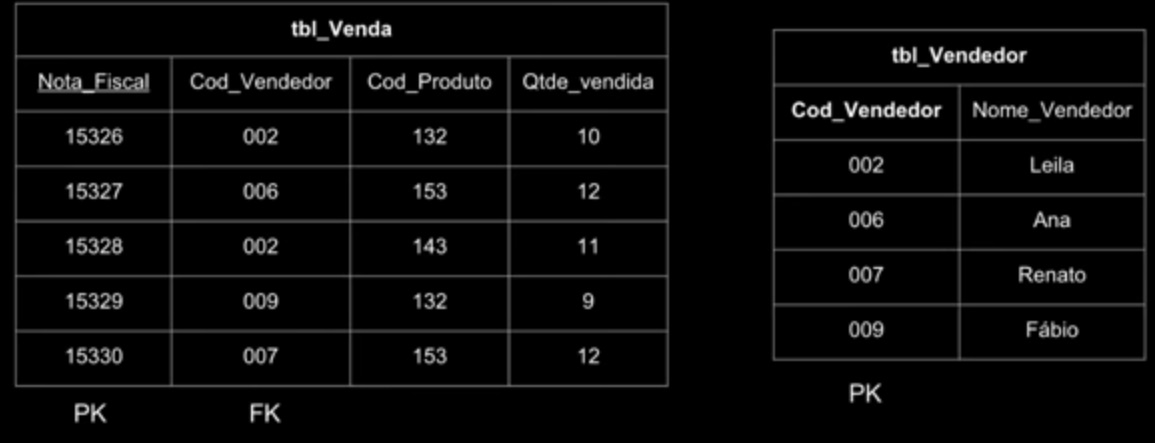 tbl_Venda
Nota_Fiscal Cod_Vendedor Cod_Produto Qtde_vendida
15326 002 132 10
15327 006 153 12
15328 002 143 11
15329 009 132 9
15330 007 153 12
PK FK
tbl_Vendedor
Cod_Vendedor Nome_Vendedor
002 Leila
006 Ana
007 Renato
009 Fábio
PK